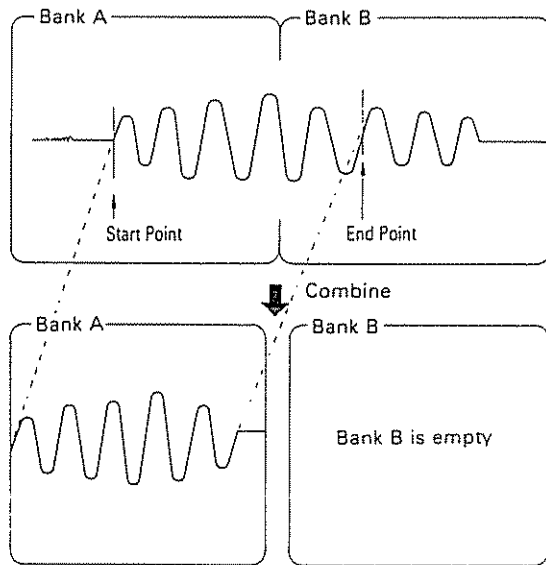 Bank A
Bank B
Start Point
End Point
Combine
Bank A
Bank B
Bank B is empty